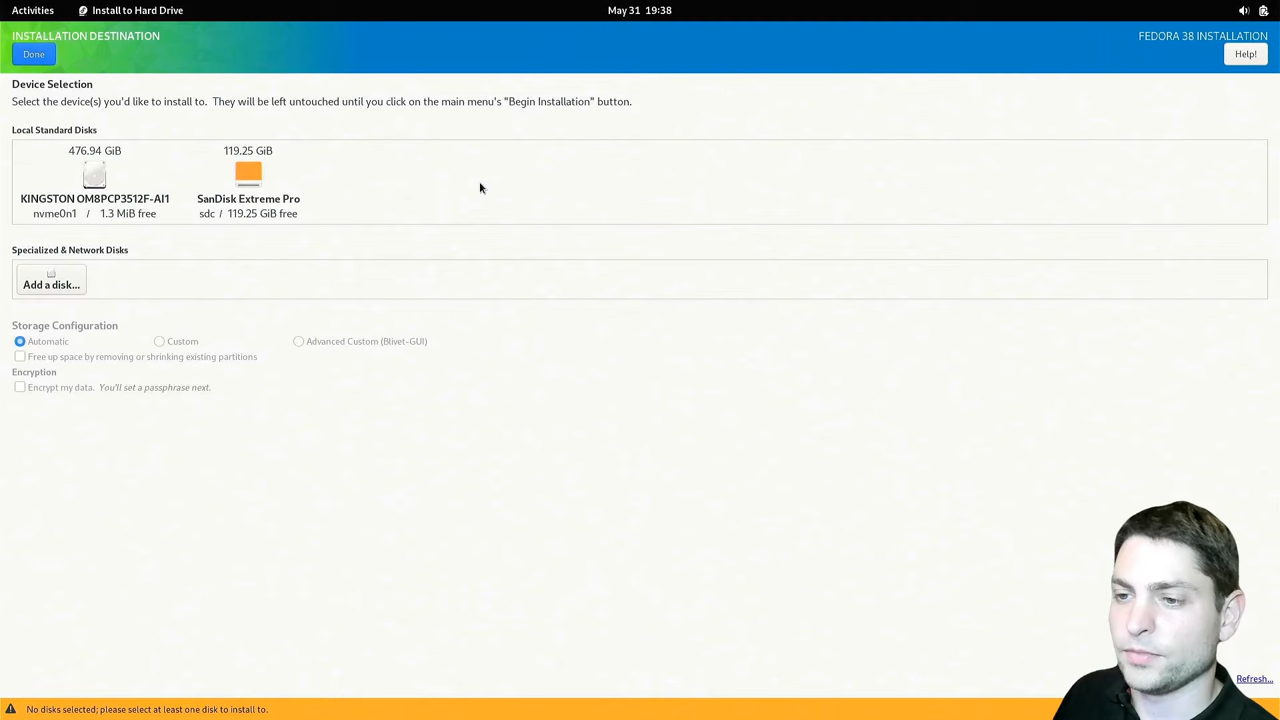 Activities
Install to Hard Drive
May 31 19:38
INSTALLATION DESTINATION
FEDORA 38 INSTALLATION
Done
Help!
Device Selection
Select the device(s) you'd like to install to. They will be left untouched until you click on the main menu's "Begin Installation" button.
Local Standard Disks
476.94 GiB
119.25 GiB
KINGSTON OM8PCP3512F-AI1
SanDisk Extreme Pro
nvme0n1 / 1.3 MiB free
sdc / 119.25 GiB free
Specialized & Network Disks
Add a disk...
Storage Configuration
Automatic
Custom
Advanced Custom (Blivet-GUI)
Free up space by removing or shrinking existing partitions
Encryption
Encrypt my data. You'll set a passphrase next.
Refresh...
No disks selected; please select at least one disk to install to.